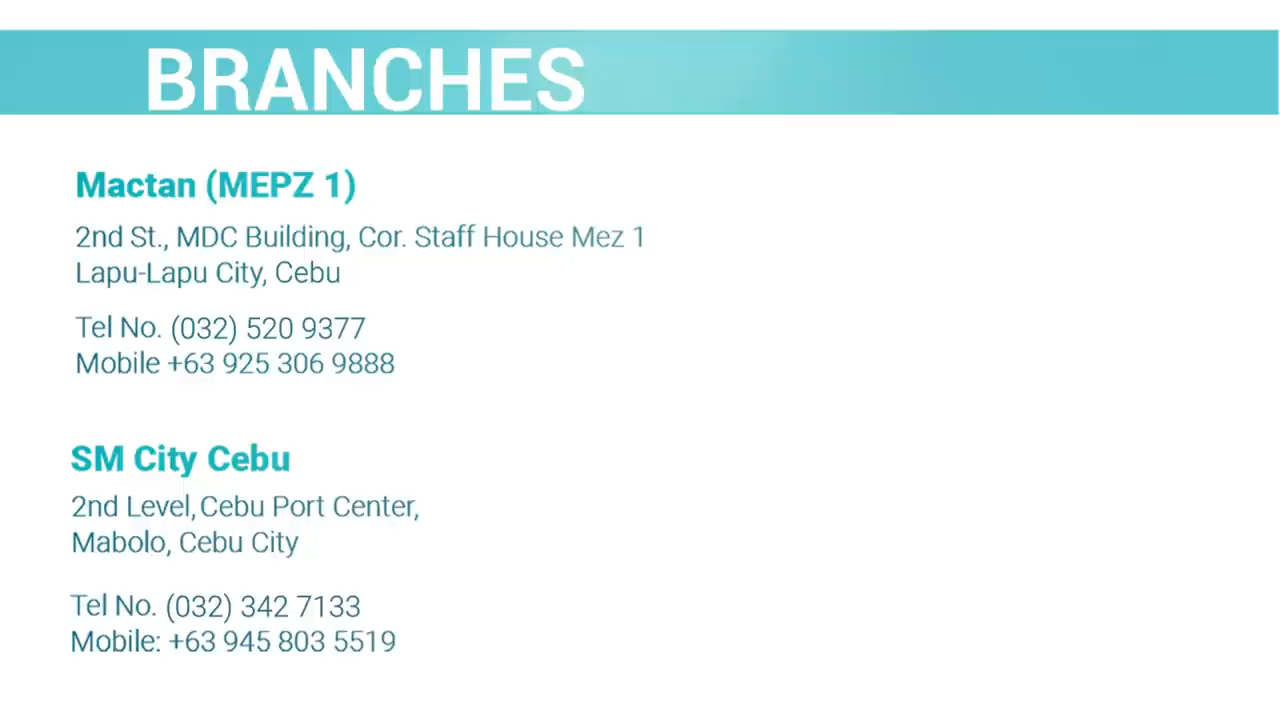 BRANCHES
Mactan (MEPZ 1)
2nd St., MDC Building, Cor. Staff House Mez 1
Lapu-Lapu City, Cebu
Tel No. (032) 520 9377
Mobile +63 925 306 9888
SM City Cebu
2nd Level, Cebu Port Center,
Mabolo, Cebu City
Tel No. (032) 342 7133
Mobile: +63 945 803 5519